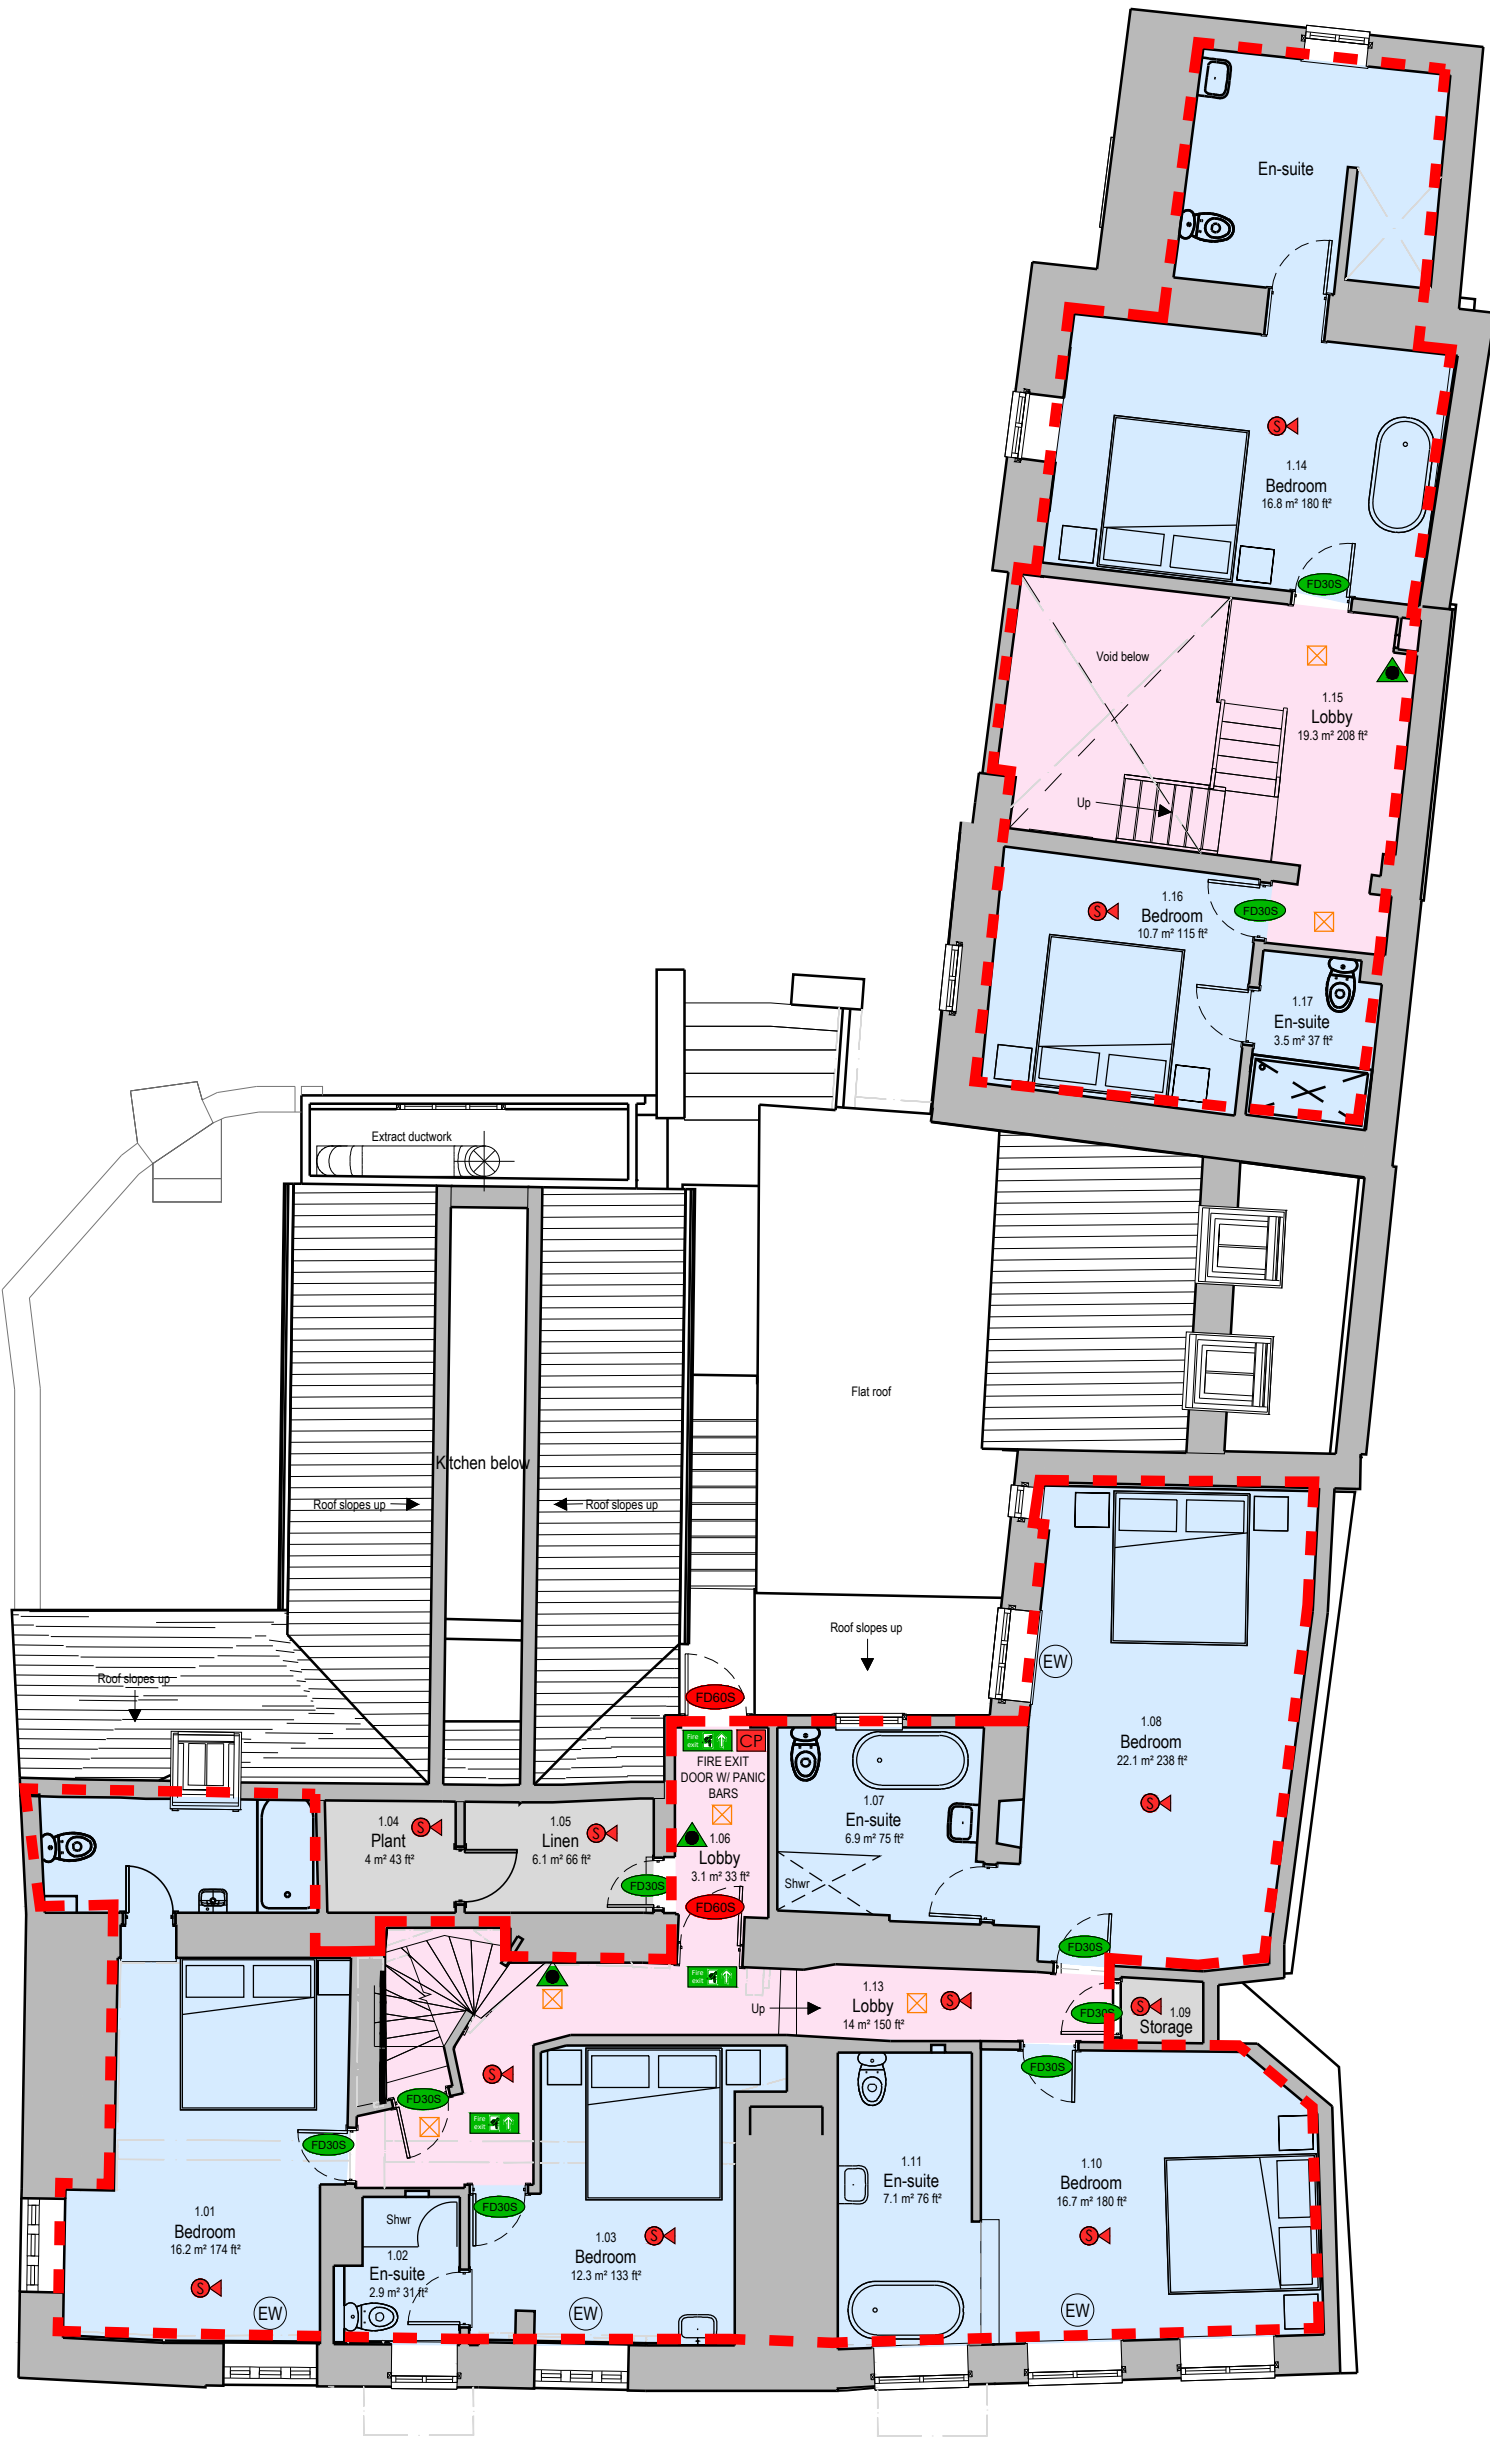 En-suite
S
1.14
Bedroom
16.8 m² 180 ft²
FD30S
Void below
1.15
Lobby
19.3 m² 208 ft²
Up
S
1.16
Bedroom
10.7 m² 115 ft²
FD30S
1.17
En-suite
3.5 m² 37 ft²
Extract ductwork
Flat roof
Kitchen below
Roof slopes up
Roof slopes up
Roof slopes up
Roof slopes up
EW
FD60S
1.08
Bedroom
22.1 m² 238 ft²
S
Fire
exit
CP
FIRE EXIT
DOOR W/ PANIC
BARS
1.07
En-suite
6.9 m² 75 ft²
Shwr
1.04
Plant
4 m² 43 ft²
S
1.05
Linen
6.1 m² 66 ft²
S
1.06
Lobby
3.1 m² 33 ft²
FD30S
FD60S
FD30S
Fire
exit
Up
1.13
Lobby
14 m² 150 ft²
S
FD30S
S
1.09
Storage
FD30S
S
FD30S
Fire
exit
FD30S
1.01
Bedroom
16.2 m² 174 ft²
S
EW
Shwr
1.02
En-suite
2.9 m² 31 ft²
FD30S
1.03
Bedroom
12.3 m² 133 ft²
S
EW
1.11
En-suite
7.1 m² 76 ft²
1.10
Bedroom
16.7 m² 180 ft²
S
EW